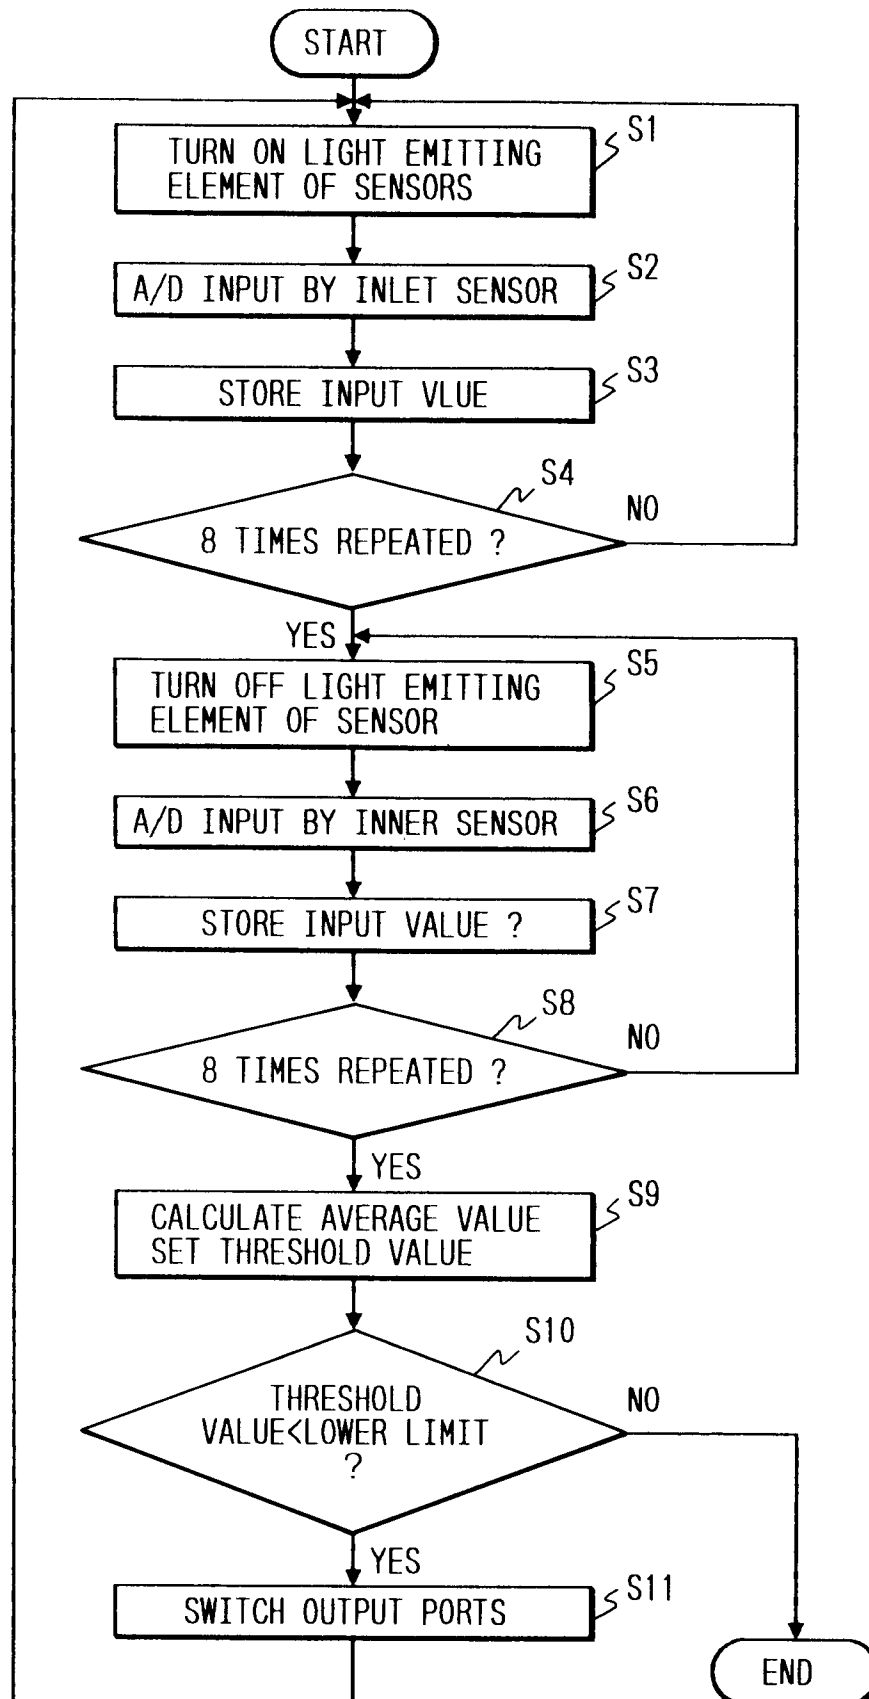 START
S1
TURN ON LIGHT EMITTING
ELEMENT OF SENSORS
S2
A/D INPUT BY INLET SENSOR
S3
STORE INPUT VLUE
S4
8 TIMES REPEATED ?
NO
YES
S5
TURN OFF LIGHT EMITTING
ELEMENT OF SENSOR
S6
A/D INPUT BY INNER SENSOR
S7
STORE INPUT VALUE ?
S8
8 TIMES REPEATED ?
NO
YES
S9
CALCULATE AVERAGE VALUE
SET THRESHOLD VALUE
S10
THRESHOLD
VALUE<LOWER LIMIT
?
NO
YES
S11
SWITCH OUTPUT PORTS
END